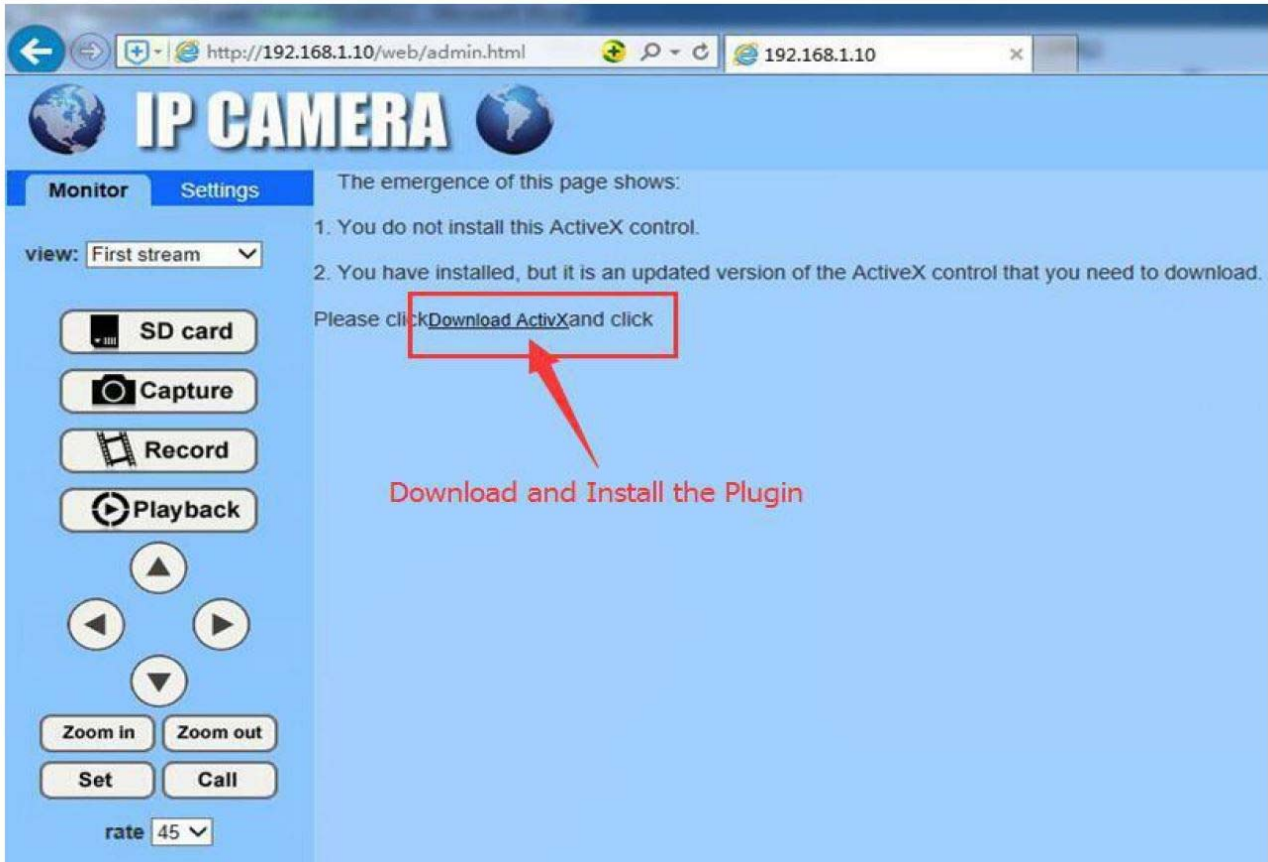 http://192.168.1.10/web/admin.html
192.168.1.10
IP CAMERA
Monitor Settings
view: First stream
SD card
Capture
Record
Playback
Zoom in Zoom out
Set Call
rate 45
The emergence of this page shows:
1. You do not install this ActiveX control.
2. You have installed, but it is an updated version of the ActiveX control that you need to download.
Please clickDownload ActivXand click
Download and Install the Plugin